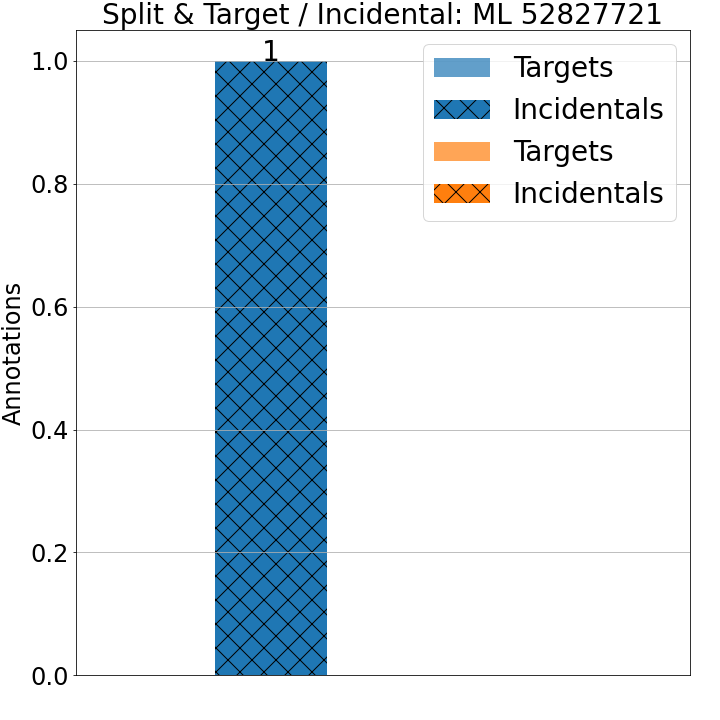 Split & Target / Incidental: ML 52827721
1
1.0
0.8
0.6
0.4
0.2
0.0
Annotations
Targets
Incidentals
Targets
Incidentals